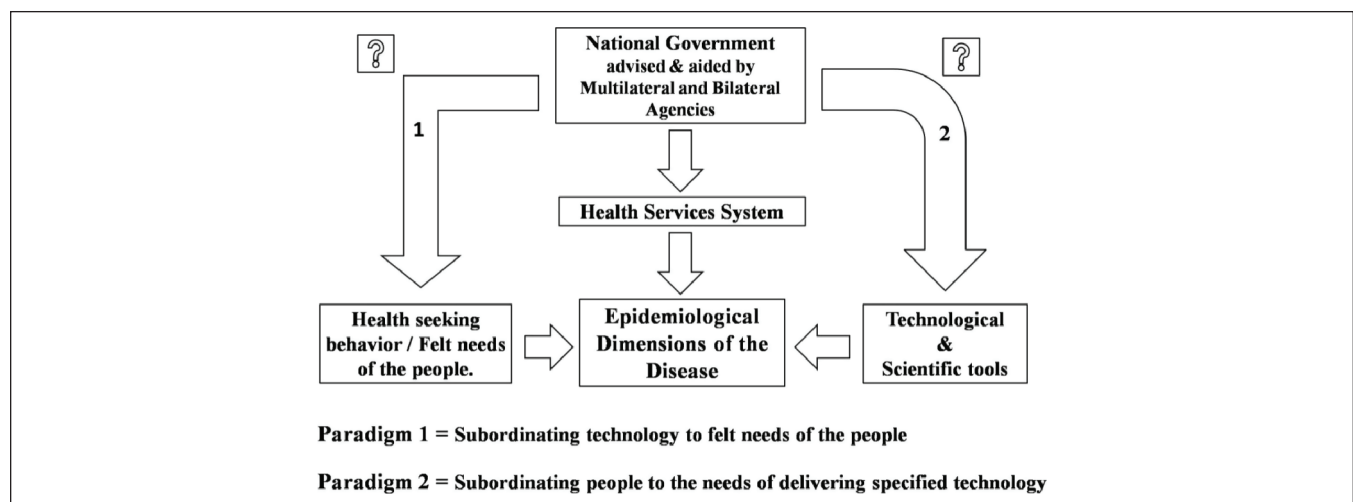 ?
National Government
advised & aided by
Multilateral and Bilateral
Agencies
?
1
2
Health Services System
Health seeking
behavior / Felt needs
of the people.
Epidemiological
Dimensions of the
Disease
Technological
&
Scientific tools
Paradigm 1 = Subordinating technology to felt needs of the people
Paradigm 2 = Subordinating people to the needs of delivering specified technology